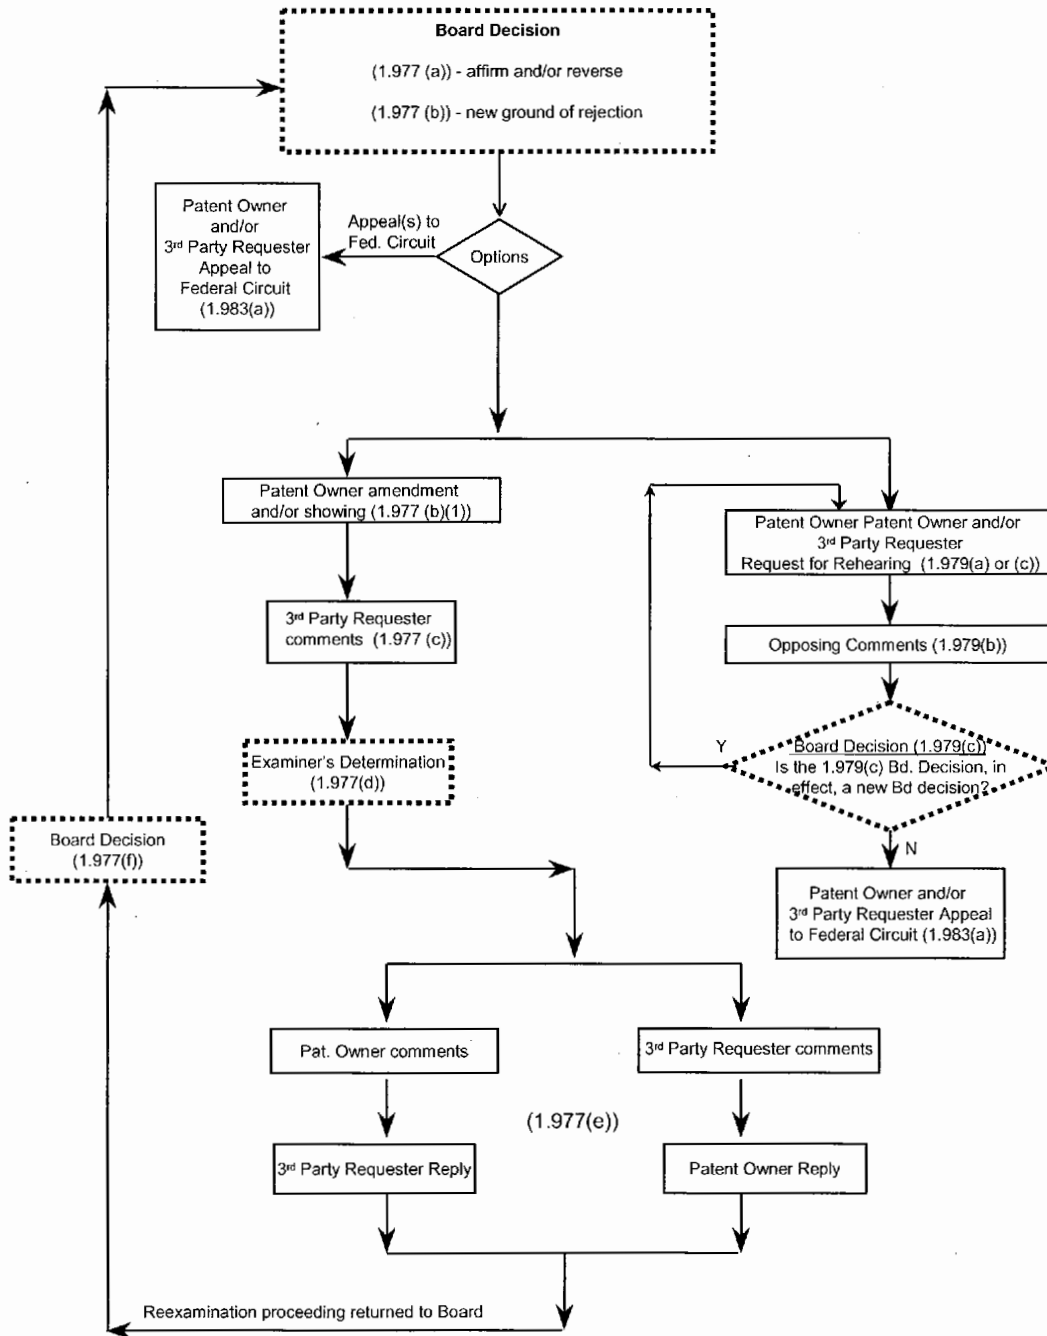 Board Decision
(1.977 (a)) - affirm and/or reverse
(1.977 (b)) - new ground of rejection
Patent Owner
and/or
3rd Party Requester
Appeal to
Federal Circuit
(1.983(a))
Appeal(s) to
Fed. Circuit
Options
Patent Owner amendment
and/or showing (1.977 (b)(1))
Patent Owner Patent Owner and/or
3rd Party Requester
Request for Rehearing (1.979(a) or (c))
3rd Party Requester
comments (1.977 (c))
Opposing Comments (1.979(b))
Examiner's Determination
(1.977(d))
Y
Board Decision (1.979(c))
Is the 1.979(c) Bd. Decision, in
effect, a new Bd decision?
N
Board Decision
(1.977(f))
Patent Owner and/or
3rd Party Requester Appeal
to Federal Circuit (1.983(a))
Pat. Owner comments
3rd Party Requester comments
(1.977(e))
3rd Party Requester Reply
Patent Owner Reply
Reexamination proceeding returned to Board